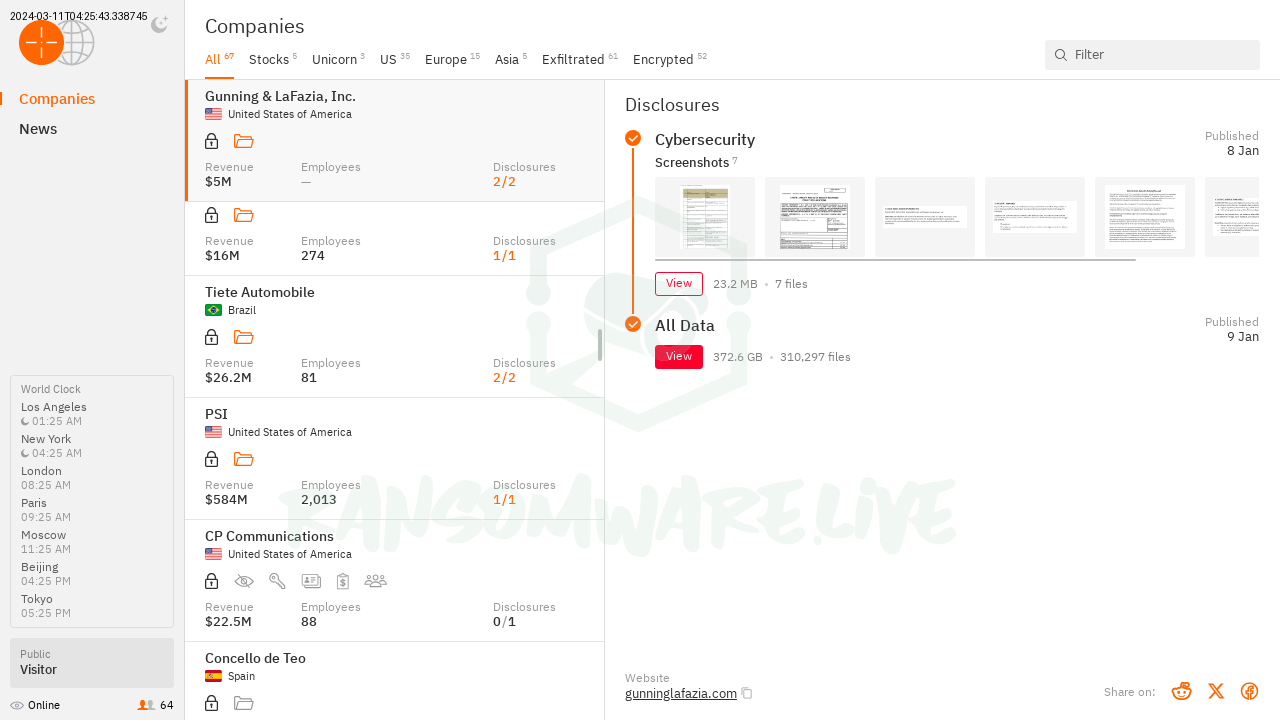 2024-03-11T04:25:43.338745
Companies
News
World Clock
Los Angeles
01:25 AM
New York
04:25 AM
London
08:25 AM
Paris
09:25 AM
Moscow
11:25 AM
Beijing
04:25 PM
Tokyo
05:25 PM
Public
Visitor
Online 64
Companies
All 67 Stocks 5 Unicorn 3 US 35 Europe 15 Asia 5 Exfiltrated 61 Encrypted 52
Filter
Gunning & LaFazia, Inc.
United States of America
Revenue Employees Disclosures
$5M — 2/2
Revenue Employees Disclosures
$16M 274 1/1
Tiete Automobile
Brazil
Revenue Employees Disclosures
$26.2M 81 2/2
PSI
United States of America
Revenue Employees Disclosures
$584M 2,013 1/1
CP Communications
United States of America
Revenue Employees Disclosures
$22.5M 88 0/1
Concello de Teo
Spain
Disclosures
Cybersecurity
Published
8 Jan
Screenshots 7
View 23.2 MB • 7 files
All Data
Published
9 Jan
View 372.6 GB • 310,297 files
RANSOMWARE.LIVE
Website
gunninglafazia.com
Share on: